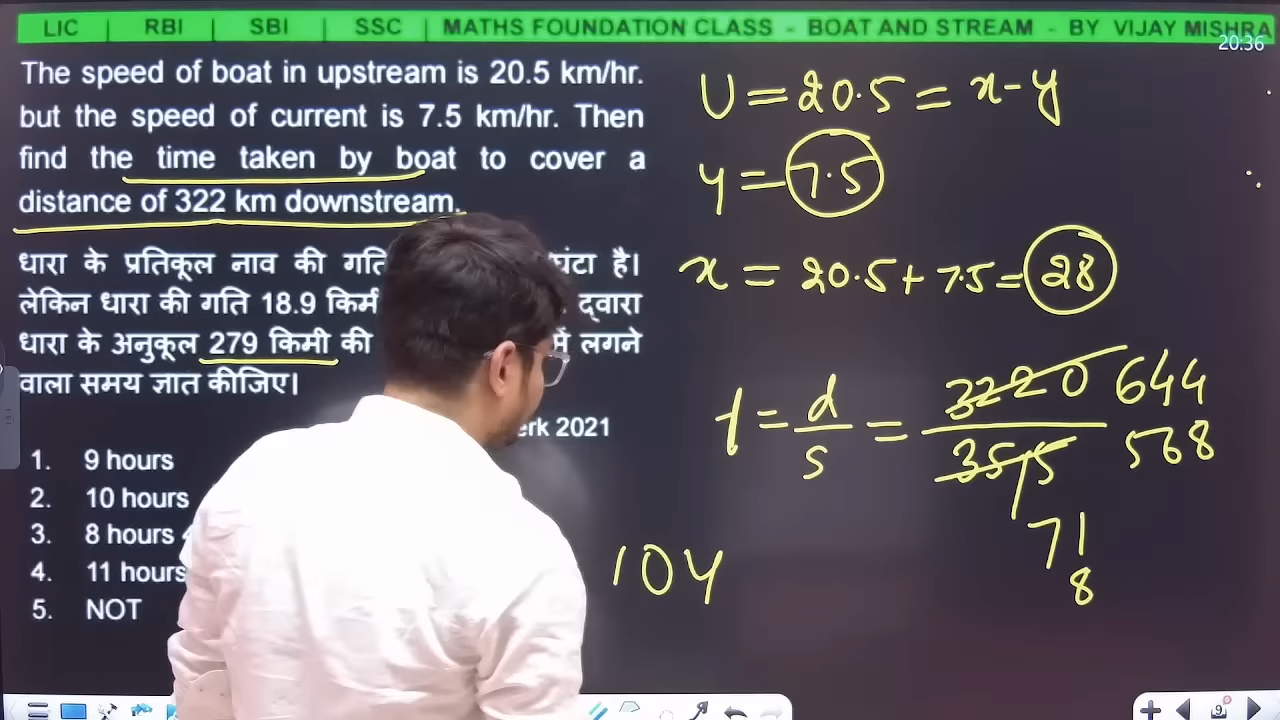 LIC | RBI | SBI | SSC | MATHS FOUNDATION CLASS - BOAT AND STREAM - BY VIJAY MISHRA
20:36
The speed of boat in upstream is 20.5 km/hr.
but the speed of current is 7.5 km/hr. Then
find the time taken by boat to cover a
distance of 322 km downstream.
धारा के प्रतिकूल नाव की गति घंटा है।
लेकिन धारा की गति 18.9 द्वारा
धारा के अनुकूल 279 किमी की में लगने
वाला समय ज्ञात कीजिए।
2021
1. 9 hours
2. 10 hours
3. 8 hours
4. 11 hours
5. NOT
U = 20.5 = x-y
y = 7.5
x = 20.5 + 7.5 = 28
t = d/s = 3220/355
644
568
71
8
104
9